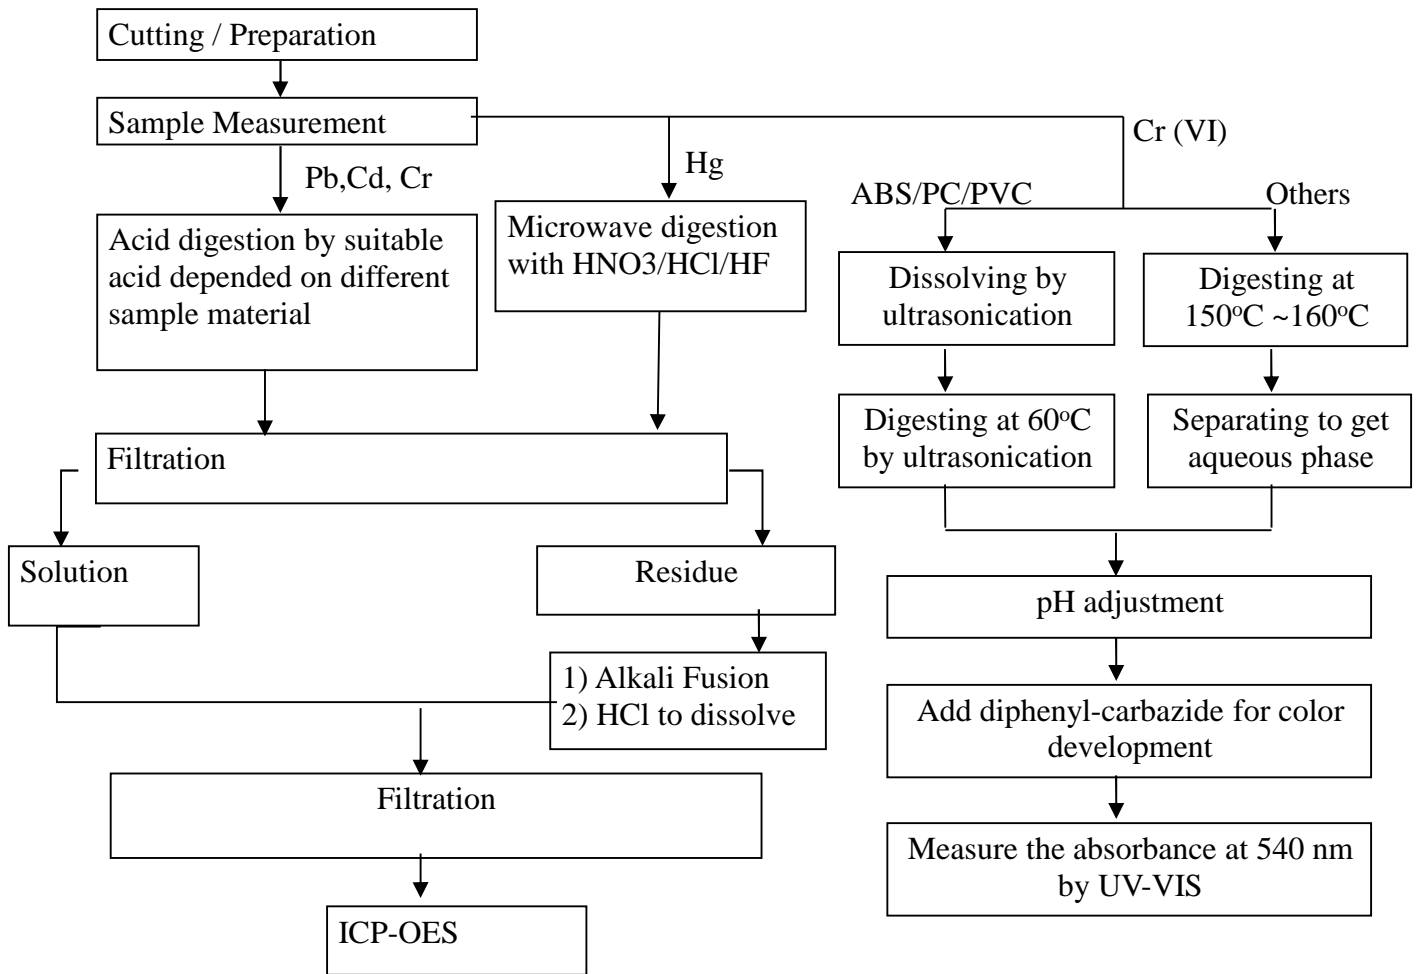 Cutting / Preparation
Sample Measurement
Pb,Cd, Cr
Hg
Cr (VI)
ABS/PC/PVC
Others
Acid digestion by suitable
acid depended on different
sample material
Microwave digestion
with HNO3/HCl/HF
Dissolving by
ultrasonication
Digesting at
150°C ~160°C
Digesting at 60°C
by ultrasonication
Separating to get
aqueous phase
Filtration
Solution
Residue
1) Alkali Fusion
2) HCl to dissolve
pH adjustment
Add diphenyl-carbazide for color
development
Filtration
Measure the absorbance at 540 nm
by UV-VIS
ICP-OES